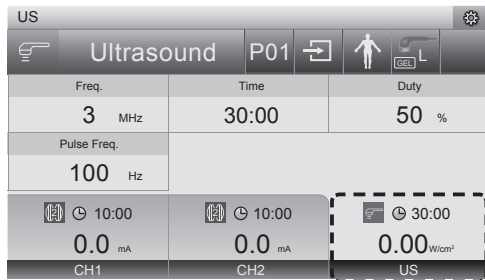 US
Ultrasound P01 GEL L
Freq. Time Duty
3 MHz 30:00 50 %
Pulse Freq.
100 Hz
10:00 10:00 30:00
0.0 mA 0.0 mA 0.00 W/cm²
CH1 CH2 US